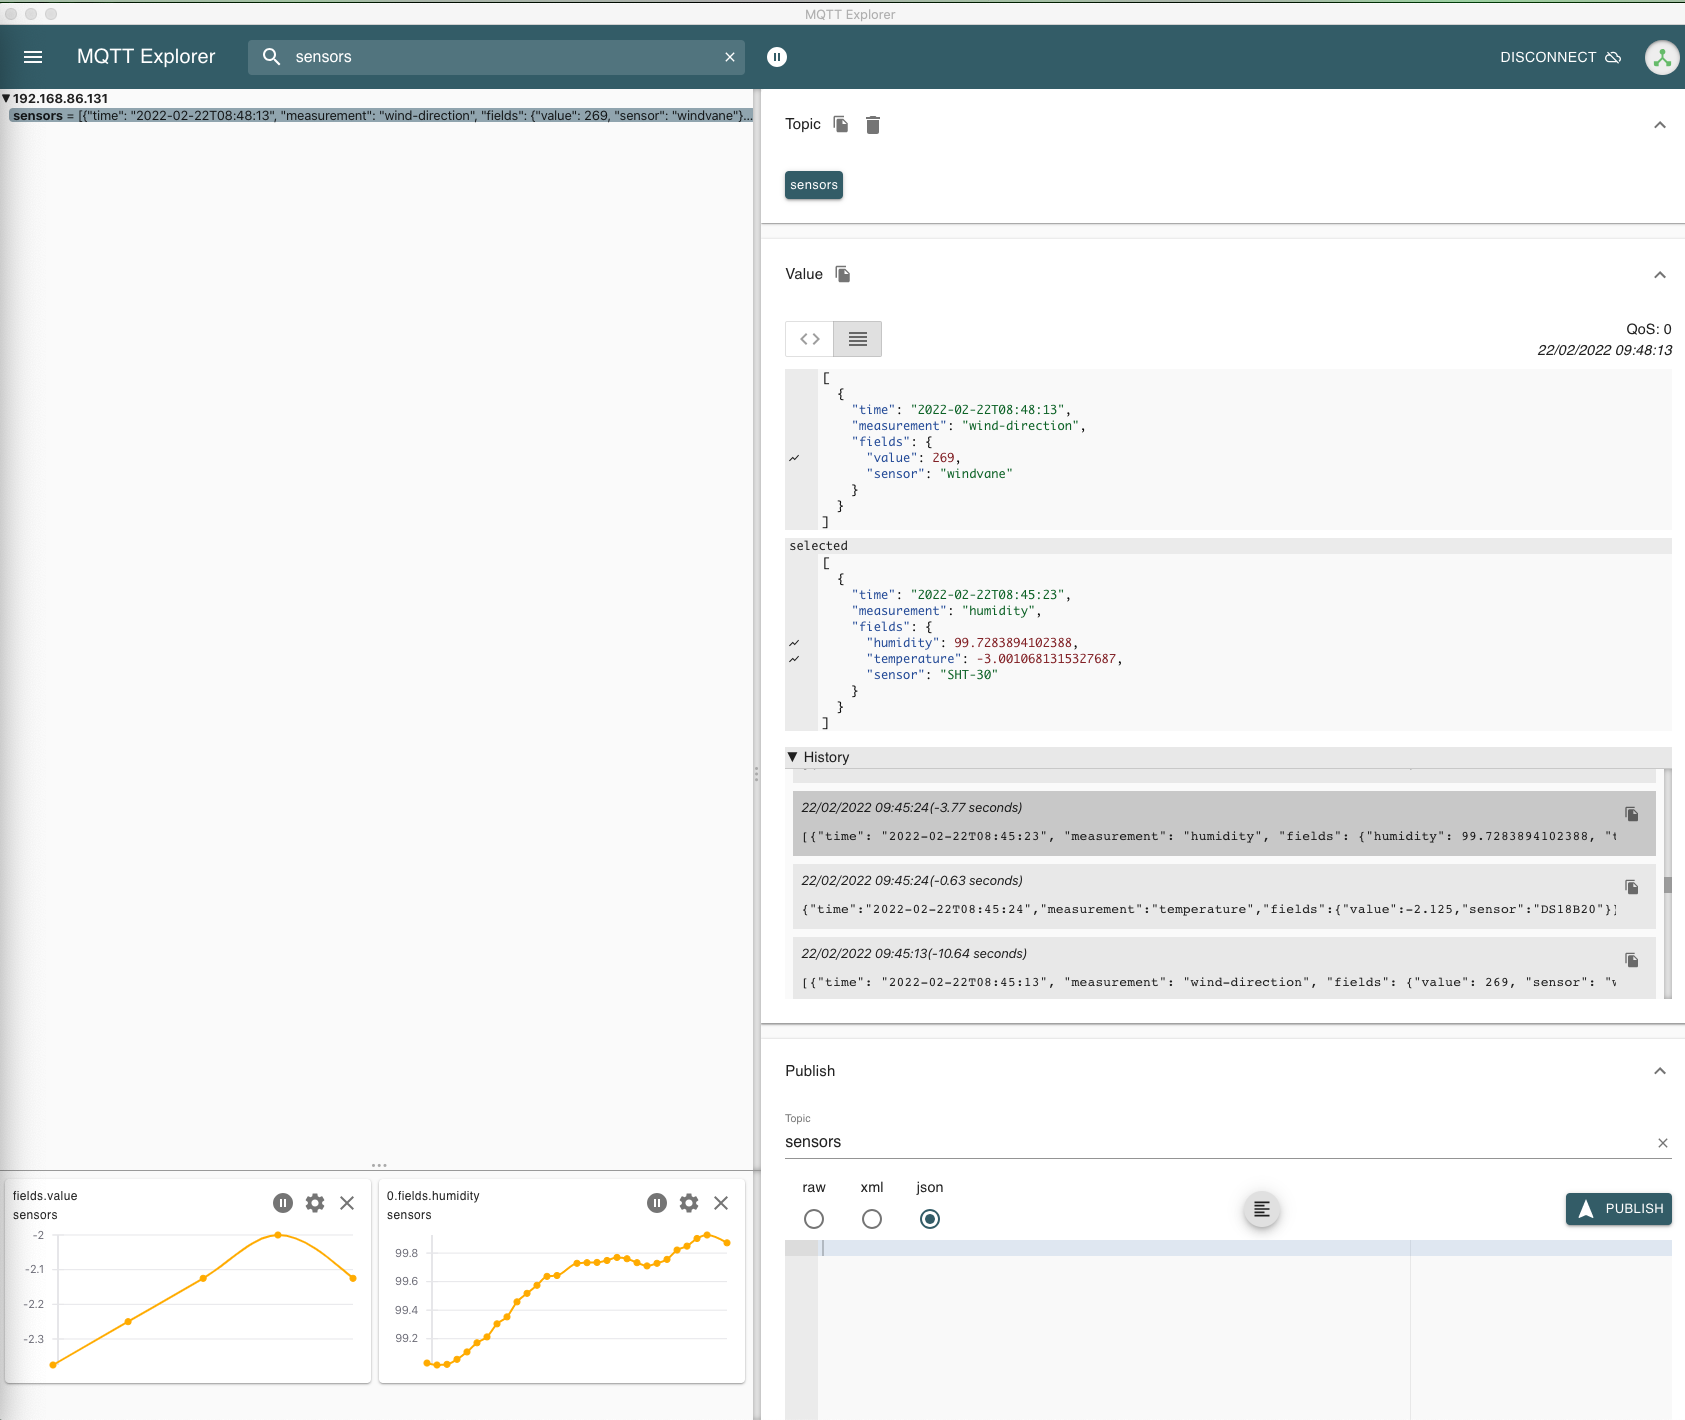 MQTT Explorer
MQTT Explorer
sensors
DISCONNECT
192.168.86.131
sensors = [{"time": "2022-02-22T08:48:13", "measurement": "wind-direction", "fields": {"value": 269, "sensor": "windvane"}...
Topic
sensors
Value
QoS: 0
22/02/2022 09:48:13
[
{
"time": "2022-02-22T08:48:13",
"measurement": "wind-direction",
"fields": {
"value": 269,
"sensor": "windvane"
}
}
]
selected
[
{
"time": "2022-02-22T08:45:23",
"measurement": "humidity",
"fields": {
"humidity": 99.7283894102388,
"temperature": -3.0010681315327687,
"sensor": "SHT-30"
}
}
]
▼ History
22/02/2022 09:45:24(-3.77 seconds)
[{"time": "2022-02-22T08:45:23", "measurement": "humidity", "fields": {"humidity": 99.7283894102388, "t
22/02/2022 09:45:24(-0.63 seconds)
{"time":"2022-02-22T08:45:24","measurement":"temperature","fields":{"value":-2.125,"sensor":"DS18B20"}}
22/02/2022 09:45:13(-10.64 seconds)
[{"time": "2022-02-22T08:45:13", "measurement": "wind-direction", "fields": {"value": 269, "sensor": "w
Publish
Topic
sensors
raw
xml
json
PUBLISH
fields.value
sensors
-2
-2.1
-2.2
-2.3
0.fields.humidity
sensors
99.8
99.6
99.4
99.2